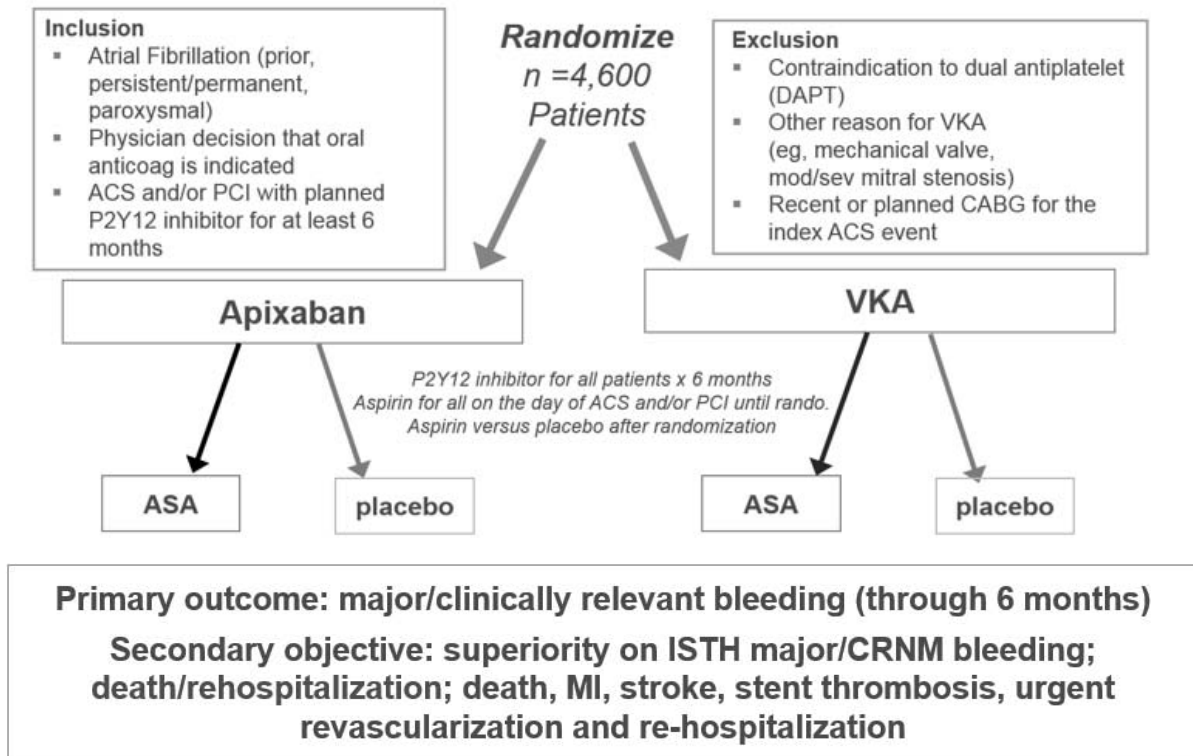 Inclusion
▪ Atrial Fibrillation (prior,
persistent/permanent,
paroxysmal)
▪ Physician decision that oral
anticoag is indicated
▪ ACS and/or PCI with planned
P2Y12 inhibitor for at least 6
months
Randomize
n =4,600
Patients
Exclusion
▪ Contraindication to dual antiplatelet
(DAPT)
▪ Other reason for VKA
(eg, mechanical valve,
mod/sev mitral stenosis)
▪ Recent or planned CABG for the
index ACS event
Apixaban
VKA
P2Y12 inhibitor for all patients x 6 months
Aspirin for all on the day of ACS and/or PCI until rando.
Aspirin versus placebo after randomization
ASA
placebo
ASA
placebo
Primary outcome: major/clinically relevant bleeding (through 6 months)
Secondary objective: superiority on ISTH major/CRNM bleeding;
death/rehospitalization; death, MI, stroke, stent thrombosis, urgent
revascularization and re-hospitalization